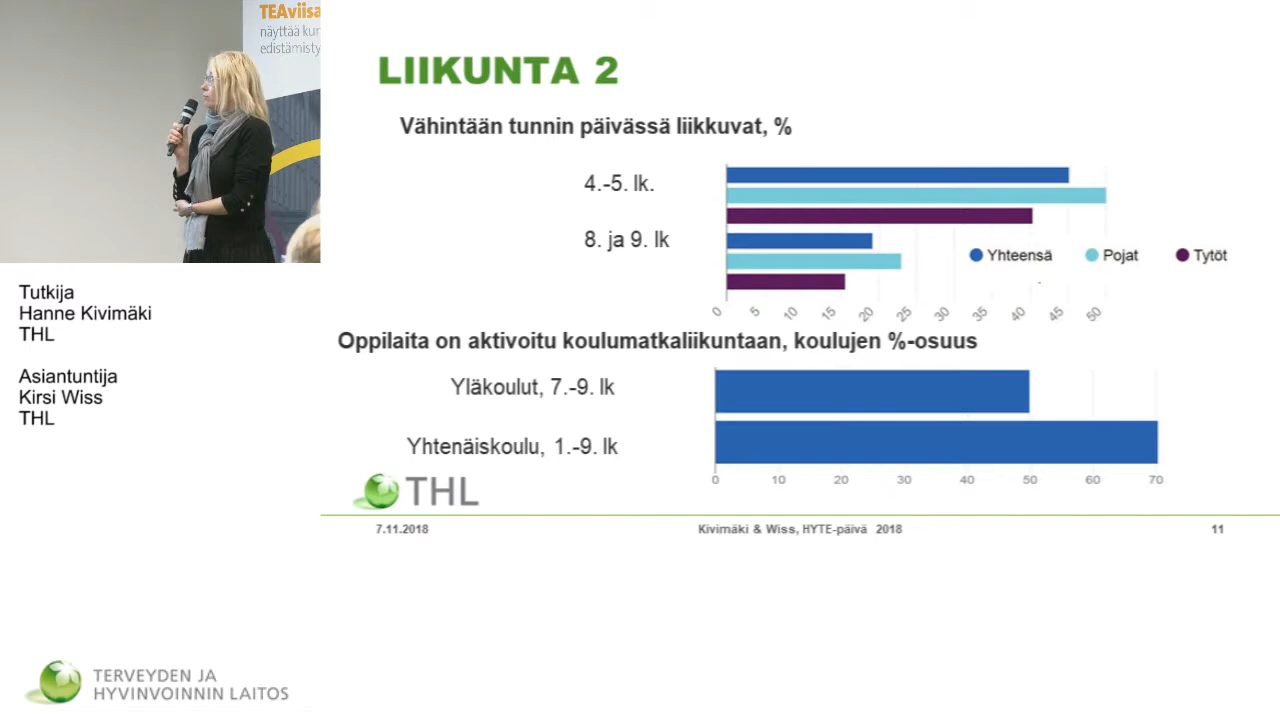 TEAviisa
näyttää kun
edistämisty
LIIKUNTA 2
Vähintään tunnin päivässä liikkuvat, %
4.-5. lk.
8. ja 9. lk
Yhteensä Pojat Tytöt
0 5 10 15 20 25 30 35 40 45 50
Tutkija
Hanne Kivimäki
THL
Asiantuntija
Kirsi Wiss
THL
Oppilaita on aktivoitu koulumatkaliikuntaan, koulujen %-osuus
Yläkoulut, 7.-9. lk
Yhtenäiskoulu, 1.-9. lk
0 10 20 30 40 50 60 70
THL
7.11.2018 Kivimäki & Wiss, HYTE-päivä 2018 11
TERVEYDEN JA
HYVINVOINNIN LAITOS